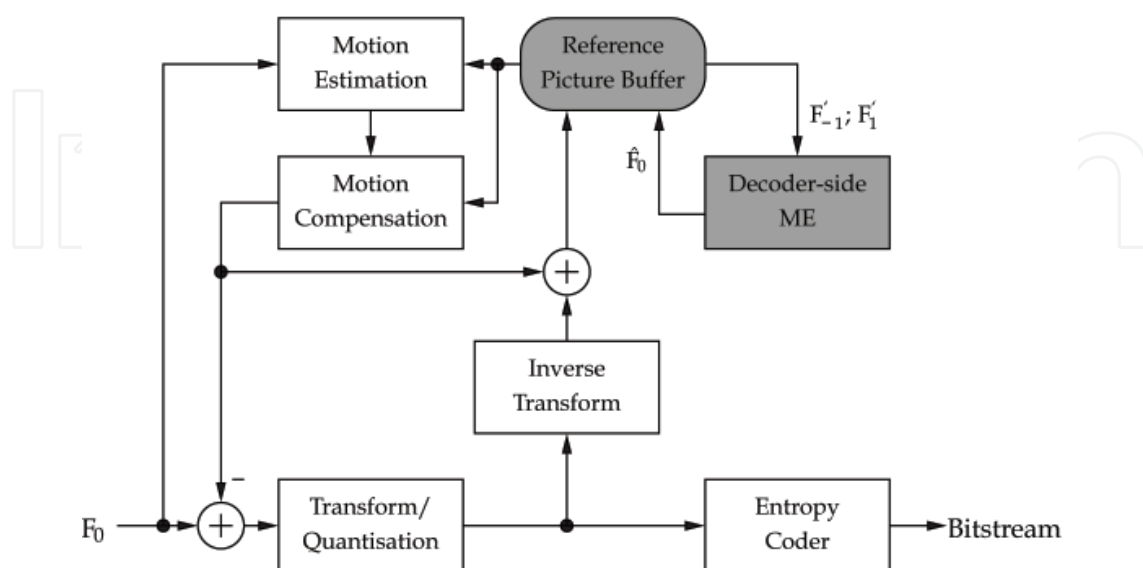 Motion
Estimation
Reference
Picture Buffer
F′₋₁; F′₁
F̂₀
Decoder-side
ME
Motion
Compensation
+
Inverse
Transform
−
F₀
+
Transform/
Quantisation
Entropy
Coder
Bitstream